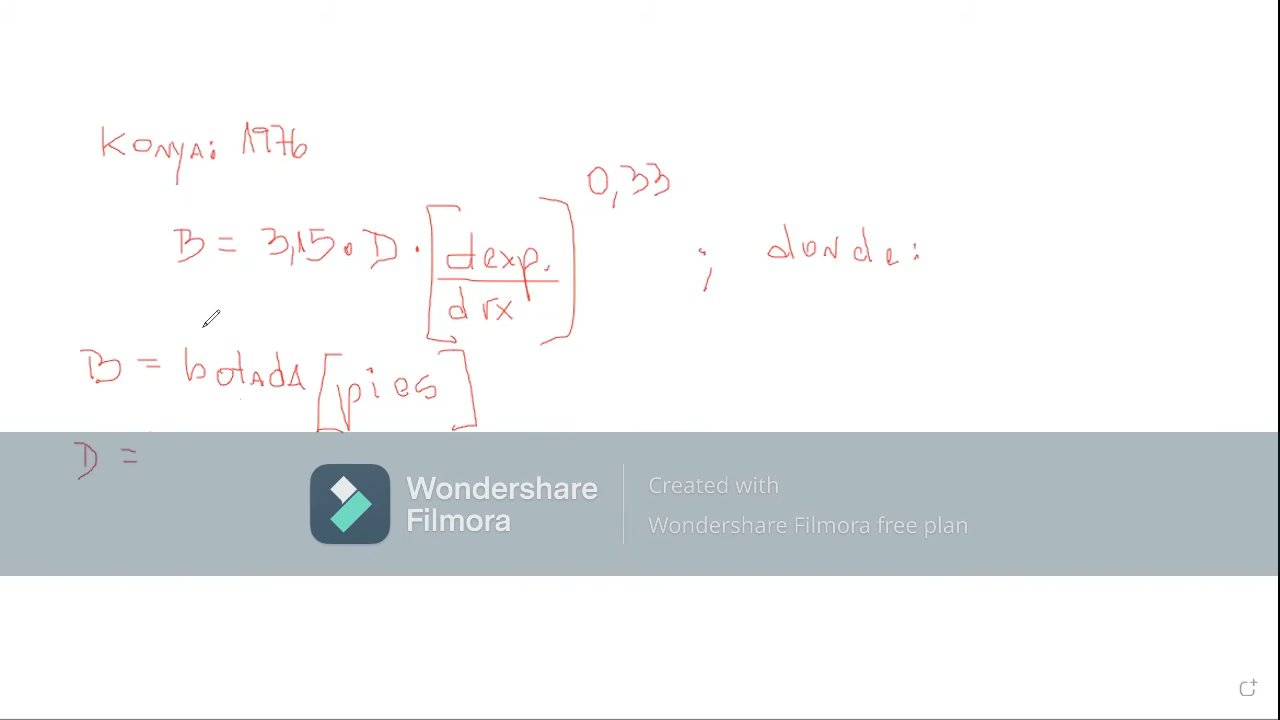 Konya: 1976
0,33
B = 3,15 . D . [dexp. / drx] ; donde:
B = botada [pies]
D =
Wondershare Filmora
Created with
Wondershare Filmora free plan